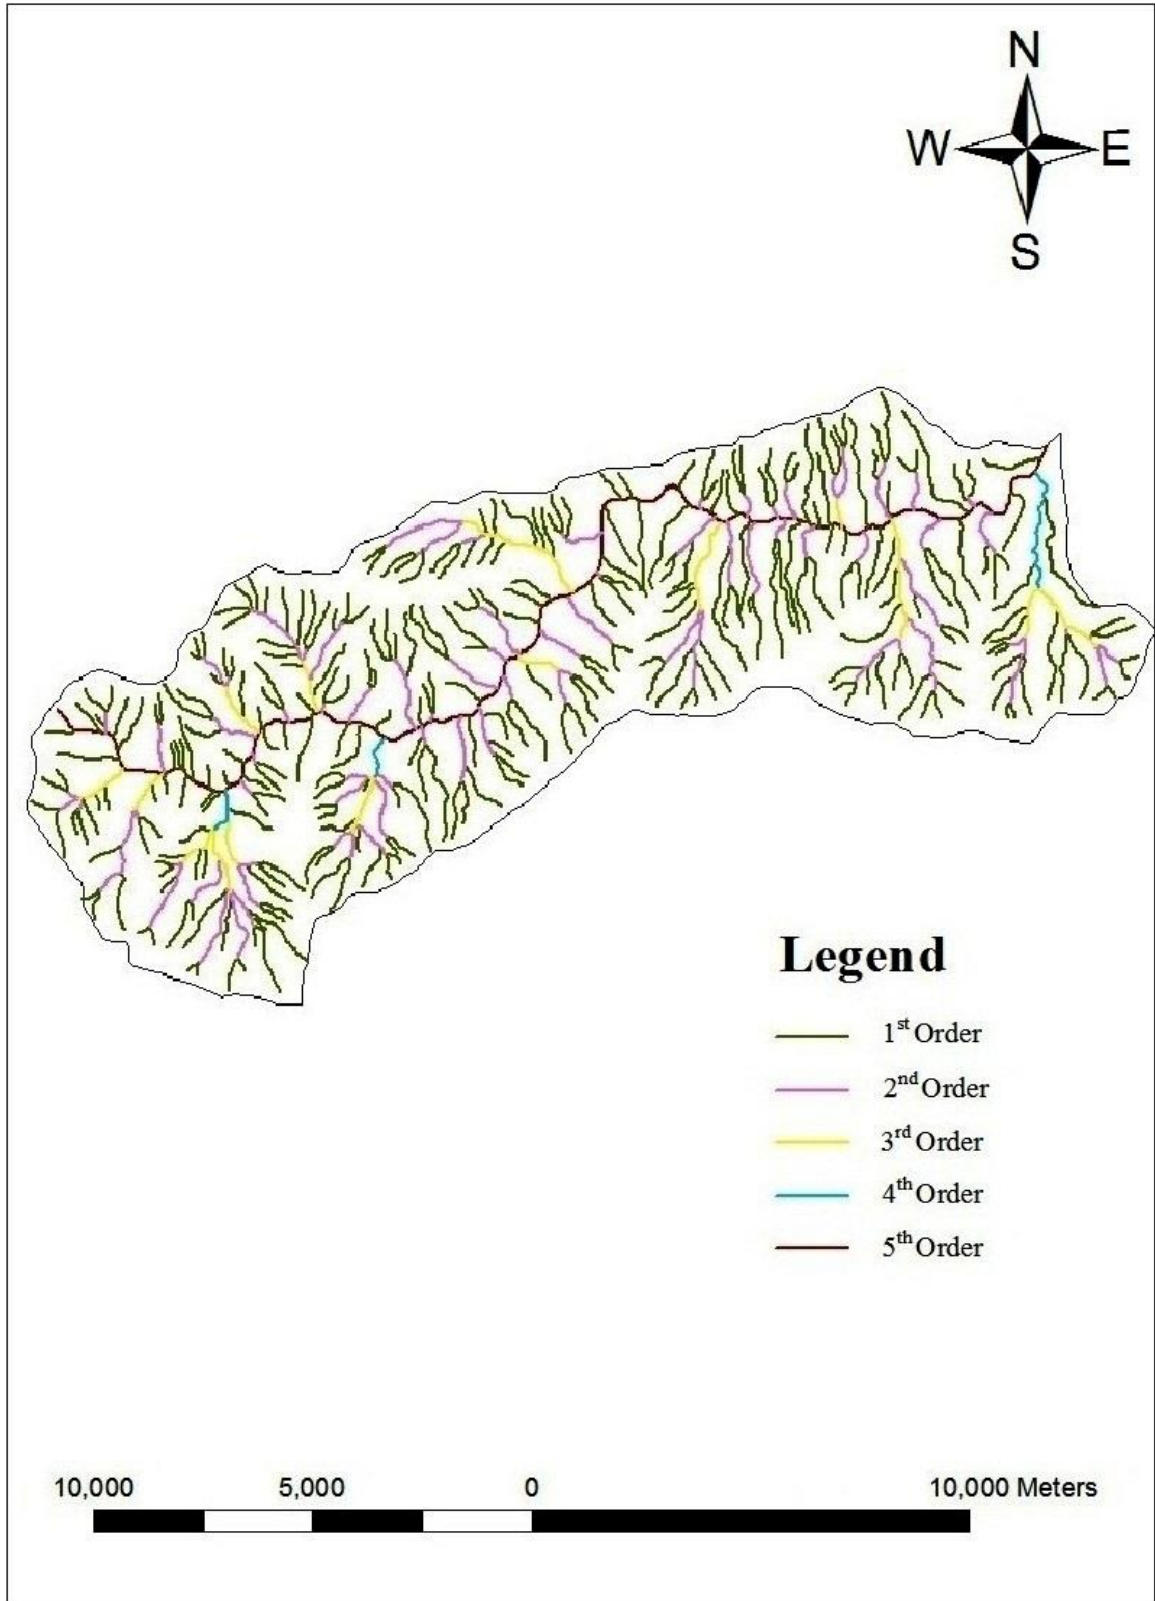 N
W E
S
Legend
1st Order
2nd Order
3rd Order
4th Order
5th Order
10,000 5,000 0 10,000 Meters